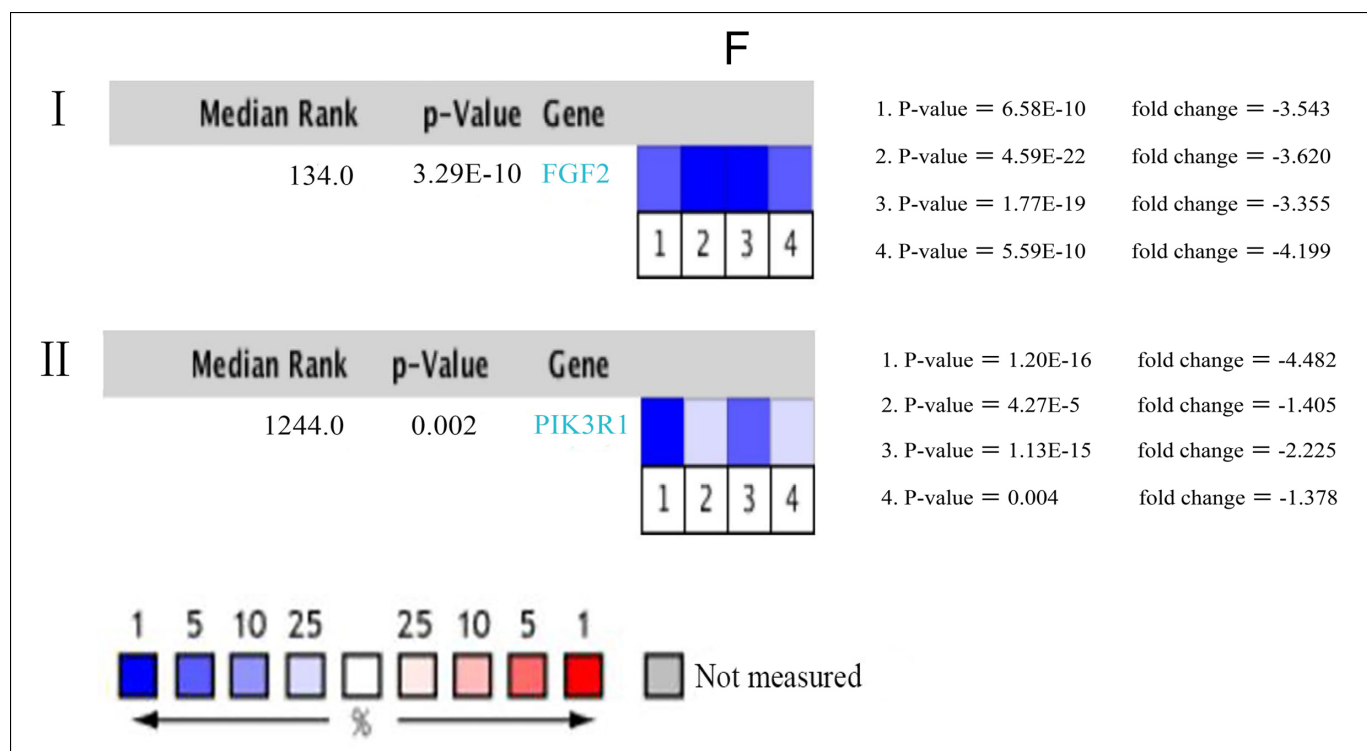 F
I
Median Rank p-Value Gene
134.0 3.29E-10 FGF2
1 2 3 4
1. P-value = 6.58E-10 fold change = -3.543
2. P-value = 4.59E-22 fold change = -3.620
3. P-value = 1.77E-19 fold change = -3.355
4. P-value = 5.59E-10 fold change = -4.199
II
Median Rank p-Value Gene
1244.0 0.002 PIK3R1
1 2 3 4
1. P-value = 1.20E-16 fold change = -4.482
2. P-value = 4.27E-5 fold change = -1.405
3. P-value = 1.13E-15 fold change = -2.225
4. P-value = 0.004 fold change = -1.378
1 5 10 25 25 10 5 1
Not measured
%